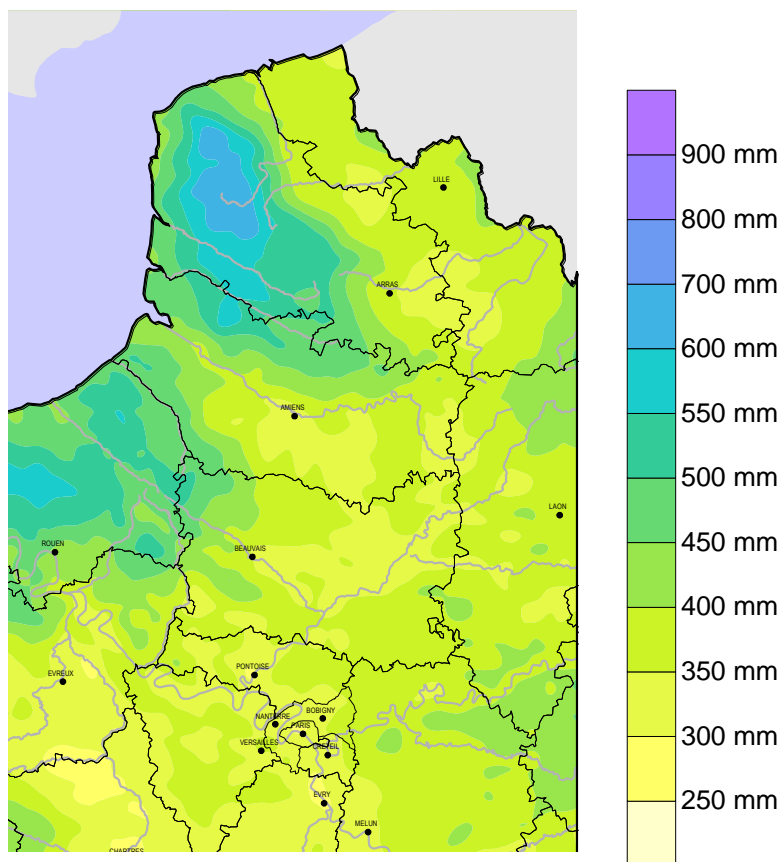 LILLE
ARRAS
AMIENS
LAON
ROUEN
BEAUVAIS
EVREUX
PONTOISE
BOBIGNY
NANTERRE
PARIS
VERSAILLES
CRETEIL
EVRY
MELUN
CHARTRES
900 mm
800 mm
700 mm
600 mm
550 mm
500 mm
450 mm
400 mm
350 mm
300 mm
250 mm